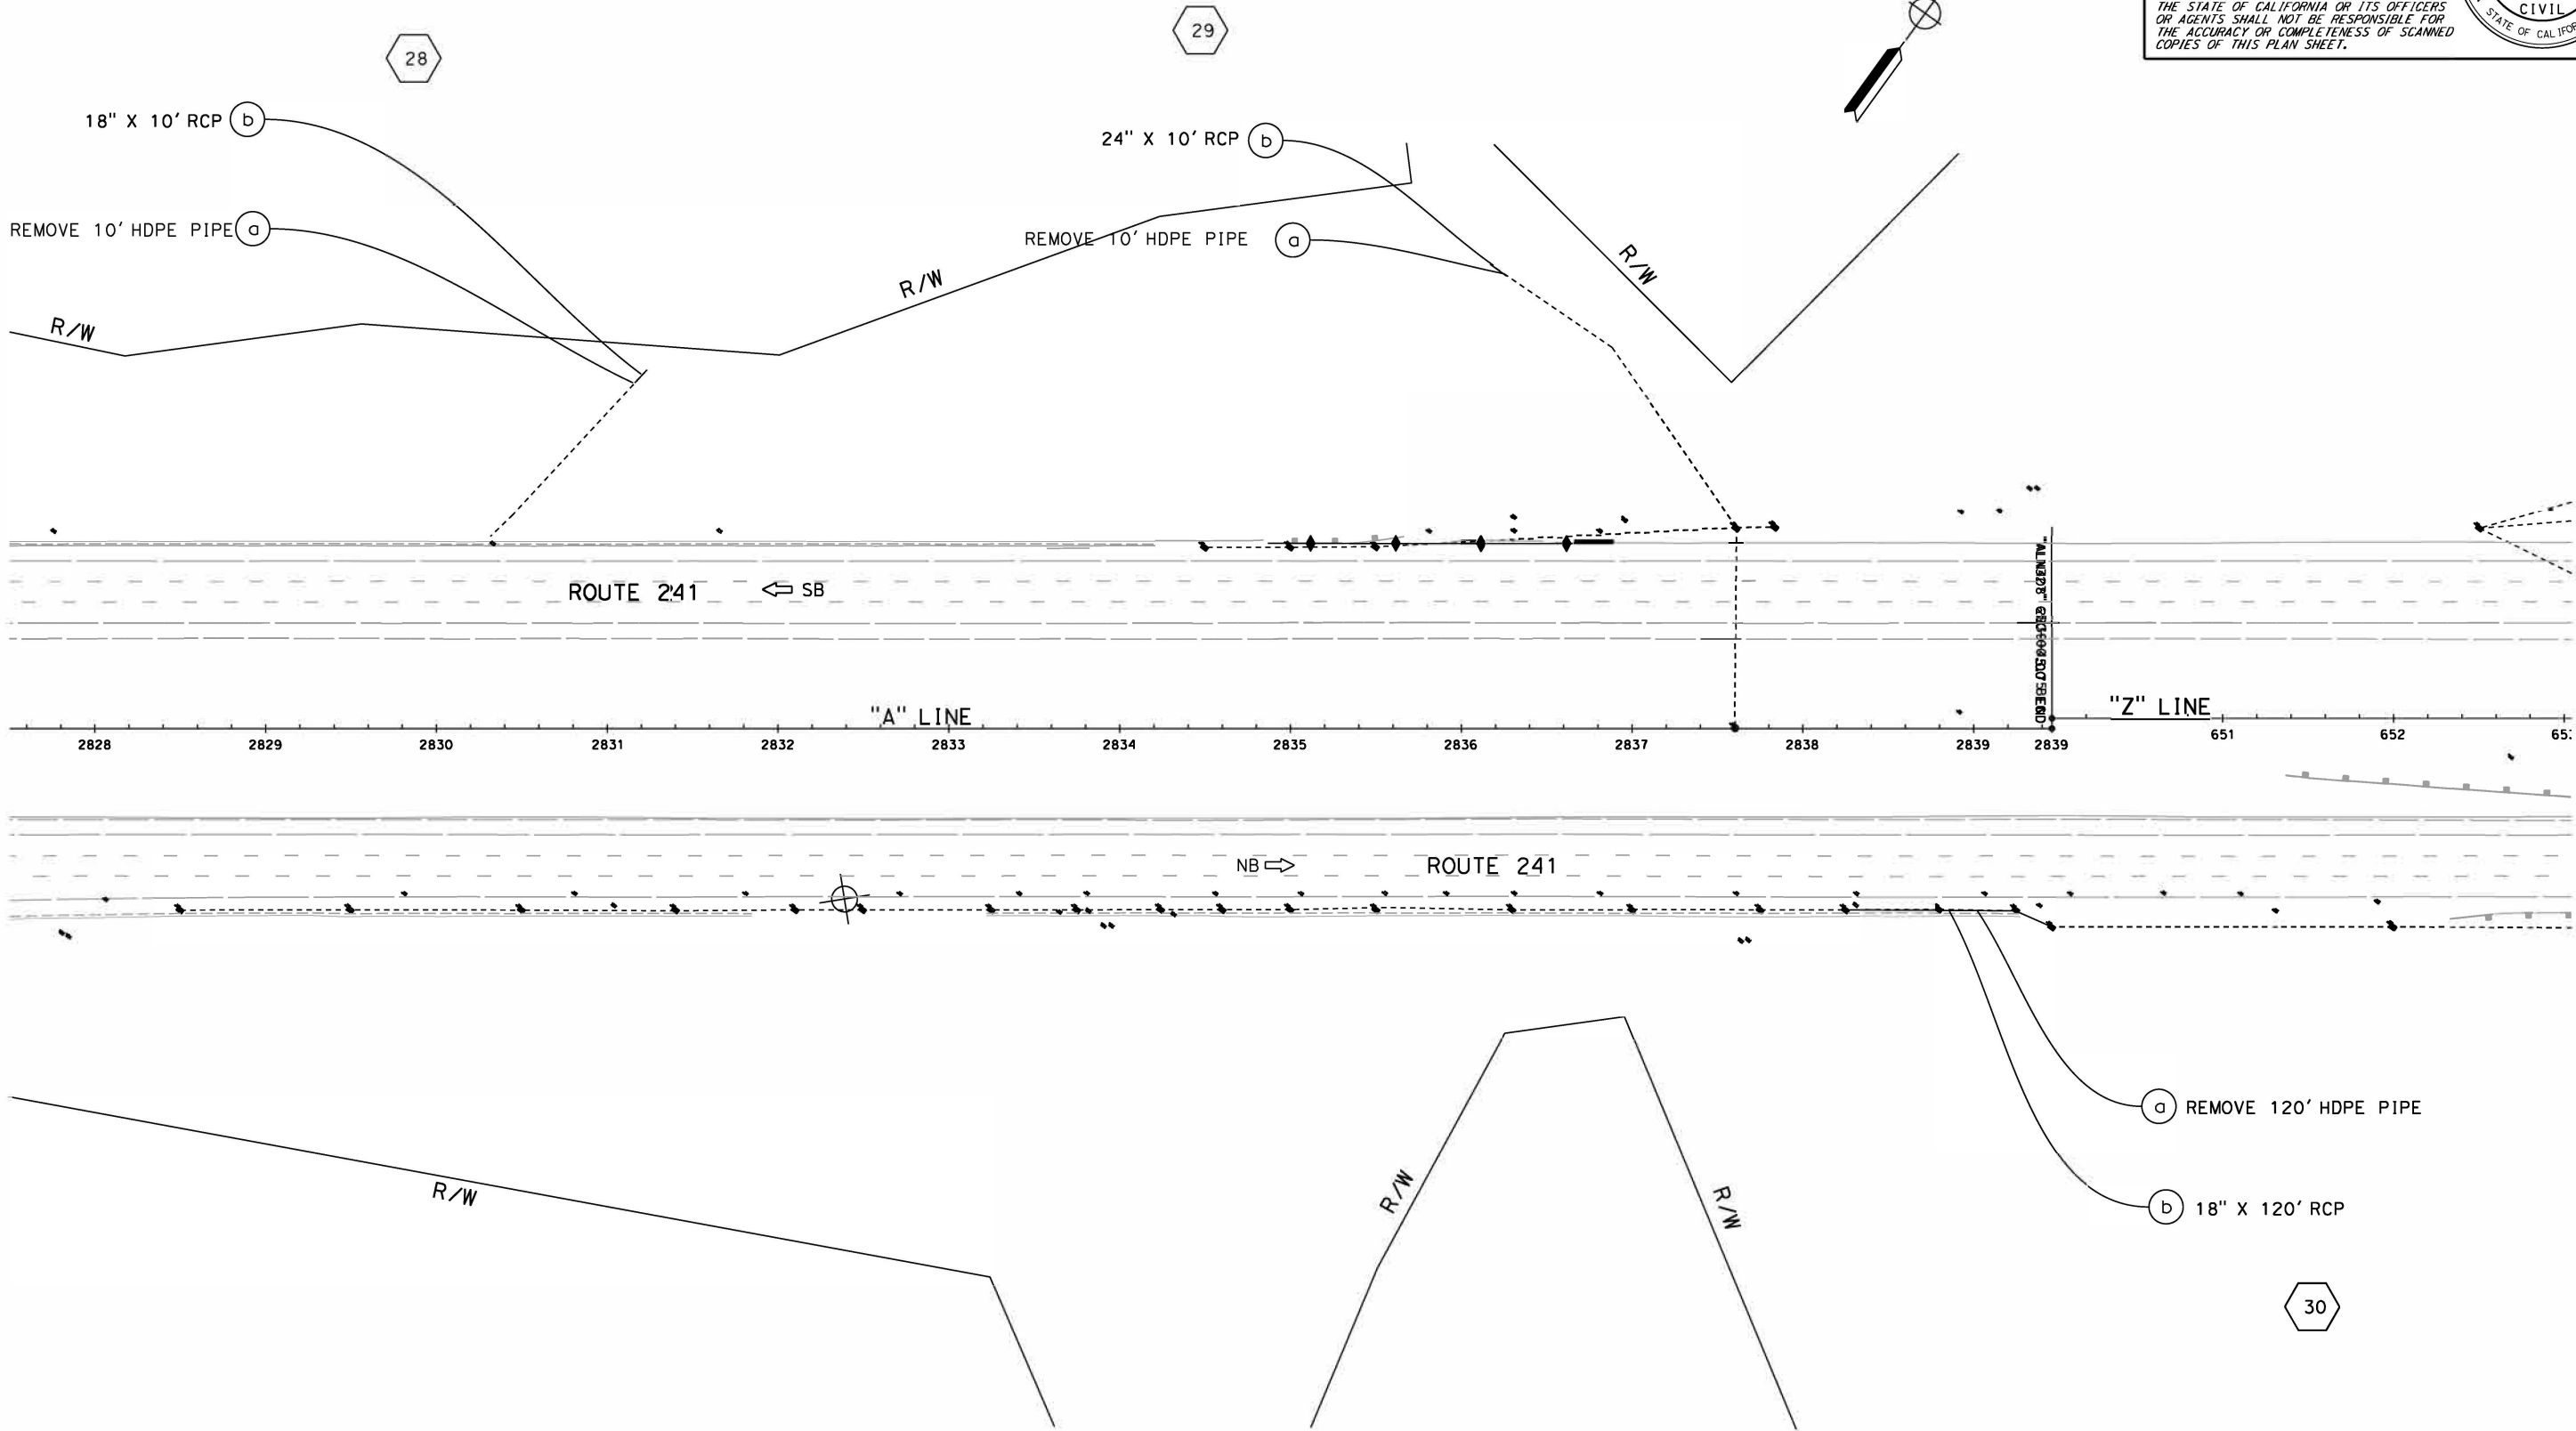 THE STATE OF CALIFORNIA OR ITS OFFICERS
OR AGENTS SHALL NOT BE RESPONSIBLE FOR
THE ACCURACY OR COMPLETENESS OF SCANNED
COPIES OF THIS PLAN SHEET.
CIVIL
STATE OF
28
29
18" X 10' RCP b
24" X 10' RCP b
REMOVE 10' HDPE PIPE a
REMOVE 10' HDPE PIPE a
R/W
R/W
R/W
ROUTE 241 SB
"A" LINE
"Z" LINE
2828 2829 2830 2831 2832 2833 2834 2835 2836 2837 2838 2839 2839 651 652
NB ROUTE 241
a REMOVE 120' HDPE PIPE
R/W
R/W
R/W
b 18" X 120' RCP
30